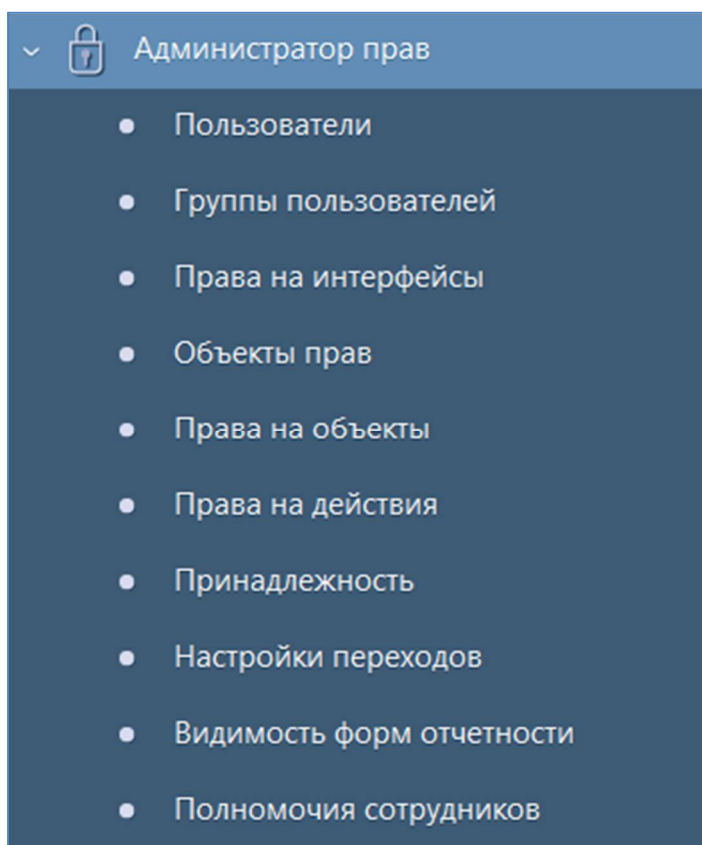 Администратор прав
Пользователи
Группы пользователей
Права на интерфейсы
Объекты прав
Права на объекты
Права на действия
Принадлежность
Настройки переходов
Видимость форм отчетности
Полномочия сотрудников